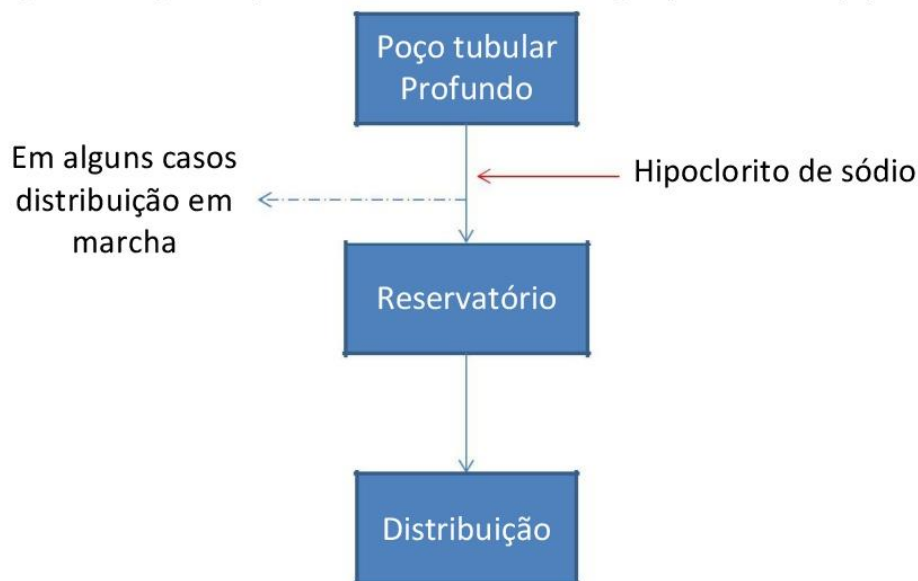 Poço tubular
Profundo
Em alguns casos
distribuição em
marcha
Hipoclorito de sódio
Reservatório
Distribuição